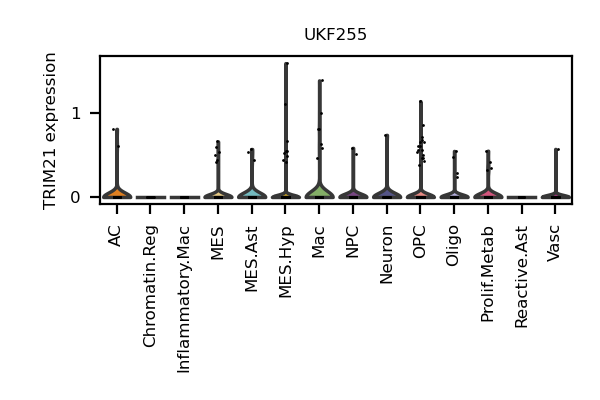 UKF255
TRIM21 expression
1
0
AC
Chromatin.Reg
Inflammatory.Mac
MES
MES.Ast
MES.Hyp
Mac
NPC
Neuron
OPC
Oligo
Prolif.Metab
Reactive.Ast
Vasc